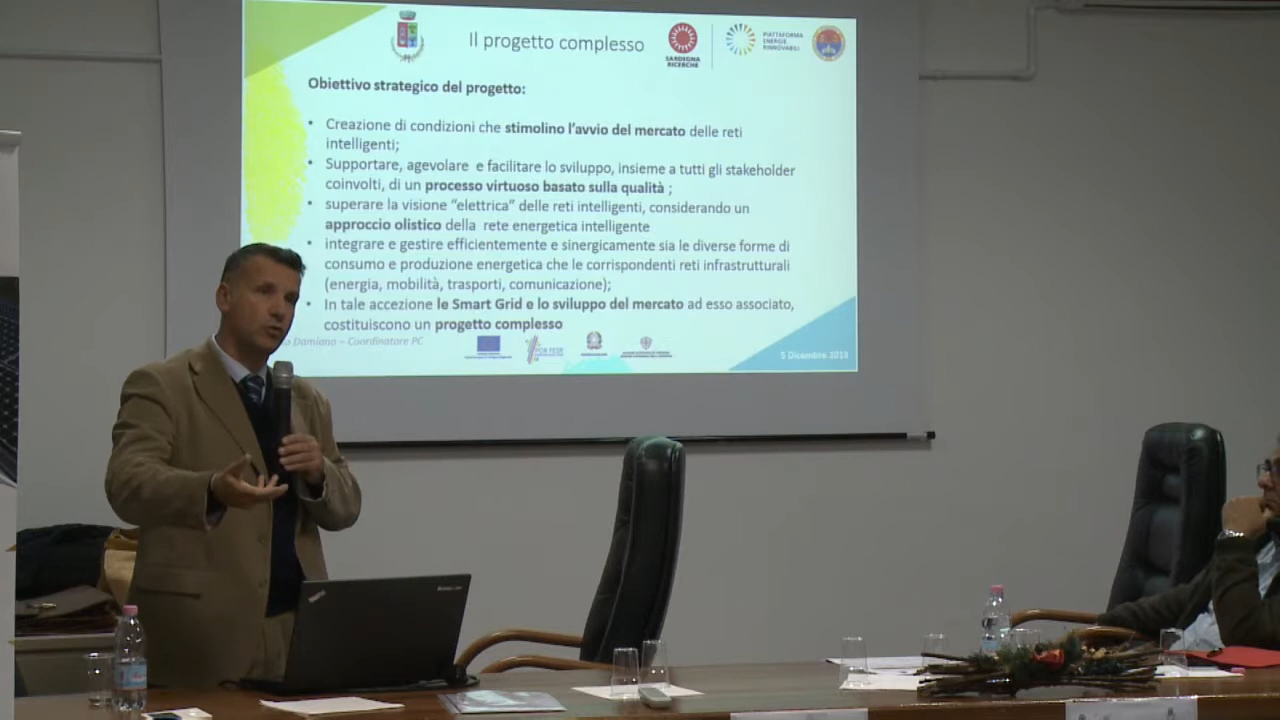 Il progetto complesso
SARDEGNA
RICERCHE
PIATTAFORMA
ENERGIE
RINNOVABILI
Obiettivo strategico del progetto:
• Creazione di condizioni che stimolino l'avvio del mercato delle reti
intelligenti;
• Supportare, agevolare e facilitare lo sviluppo, insieme a tutti gli stakeholder
coinvolti, di un processo virtuoso basato sulla qualità ;
• superare la visione "elettrica" delle reti intelligenti, considerando un
approccio olistico della rete energetica intelligente
• integrare e gestire efficientemente e sinergicamente sia le diverse forme di
consumo e produzione energetica che le corrispondenti reti infrastrutturali
(energia, mobilità, trasporti, comunicazione);
• In tale accezione le Smart Grid e lo sviluppo del mercato ad esso associato,
costituiscono un progetto complesso
Damiano – Coordinatore PC
5 Dicembre 2018